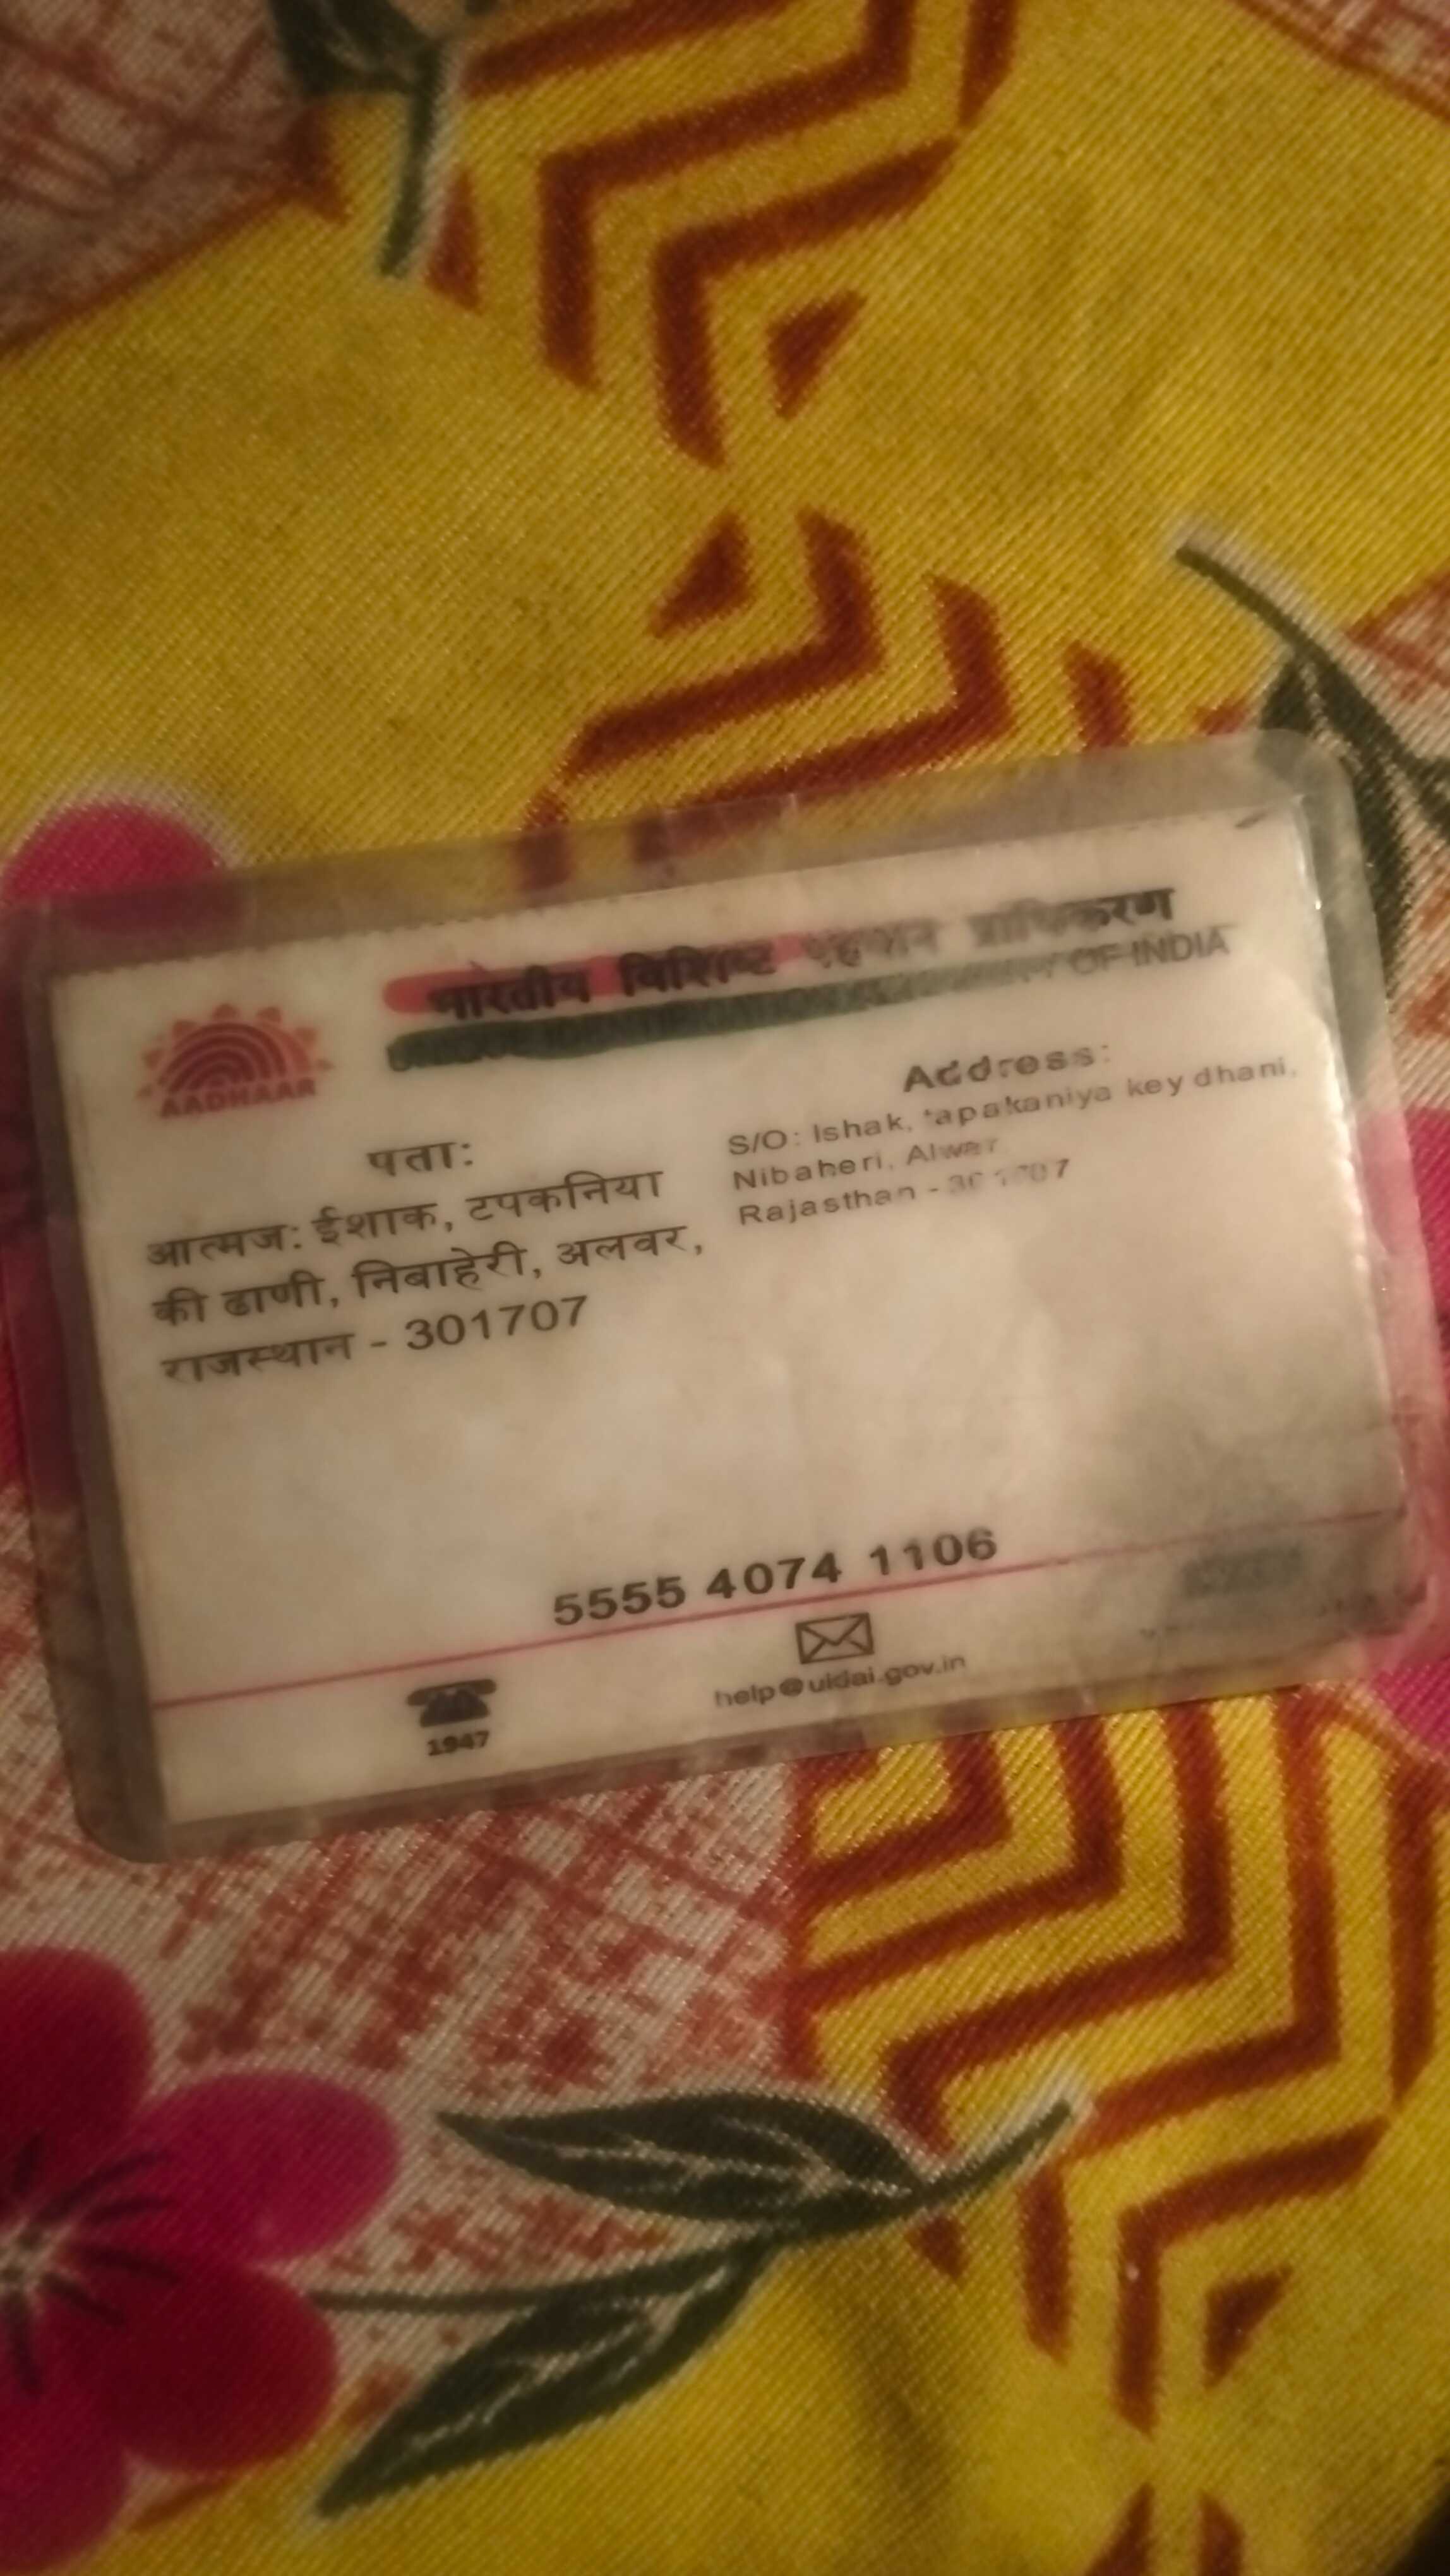 भारतीय विशिष्ट पहचान प्राधिकरण
OF INDIA
AADHAAR
पता:
आत्मज: ईशाक, टपकनिया
की ढाणी, निबाहेरी, अलवर,
राजस्थान - 301707
Address:
S/O: Ishak, tapakaniya key dhani,
Nibaheri, Alwar
Rajasthan - 301707
5555 4074 1106
1947
help@uidai.gov.in